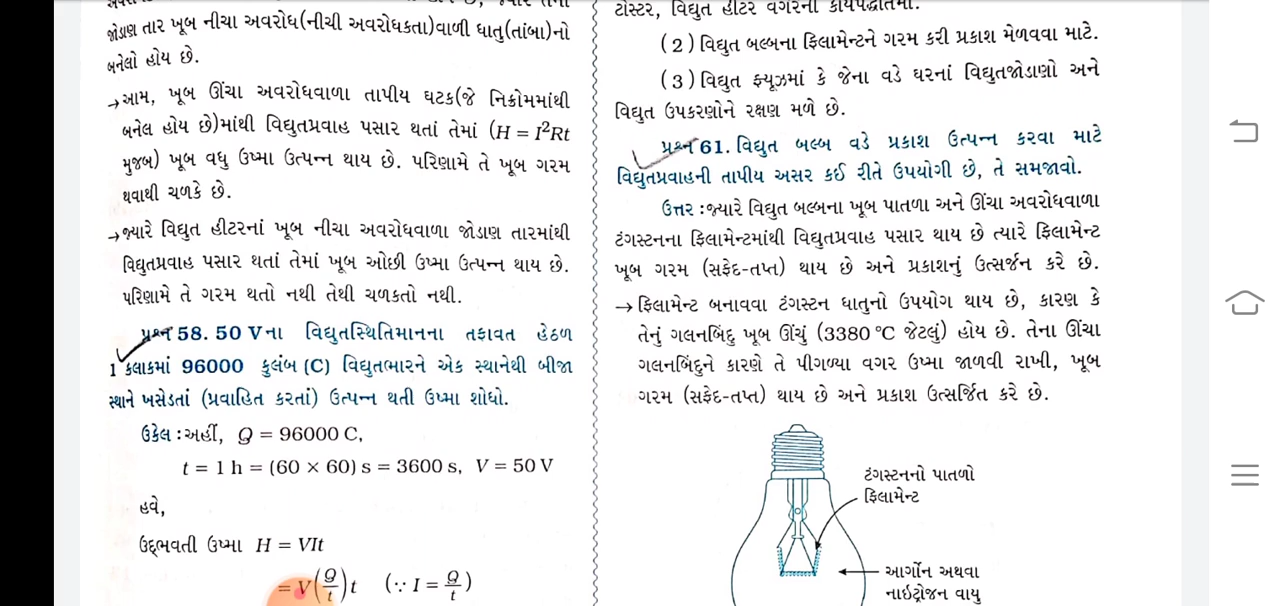 જોડાણ તાર ખૂબ નીચા અવરોધ(નીચી અવરોધકતા)વાળી ધાતુ(તાંબા)નો
બનેલો હોય છે.
→ આમ, ખૂબ ઊંચા અવરોધવાળા તાપીય ઘટક(જે નિક્રોમમાંથી
બનેલ હોય છે)માંથી વિદ્યુતપ્રવાહ પસાર થતાં તેમાં (H = I²Rt
મુજબ) ખૂબ વધુ ઉષ્મા ઉત્પન્ન થાય છે. પરિણામે તે ખૂબ ગરમ
થવાથી ચળકે છે.
→ જ્યારે વિદ્યુત હીટરનાં ખૂબ નીચા અવરોધવાળા જોડાણ તારમાંથી
વિદ્યુતપ્રવાહ પસાર થતાં તેમાં ખૂબ ઓછી ઉષ્મા ઉત્પન્ન થાય છે.
પરિણામે તે ગરમ થતો નથી તેથી ચળકતો નથી.
પ્રશ્ન 58. 50 Vના વિદ્યુતસ્થિતિમાનના તફાવત હેઠળ
1 કલાકમાં 96000 કુલંબ (C) વિદ્યુતભારને એક સ્થાનેથી બીજા
સ્થાને ખસેડતાં (પ્રવાહિત કરતાં) ઉત્પન્ન થતી ઉષ્મા શોધો.
ઉકેલ : અહીં, Q = 96000 C,
t = 1 h = (60 × 60) s = 3600 s, V = 50 V
હવે,
ઉદ્ભવતી ઉષ્મા H = VIt
= V(Q/t)t (∵ I = Q/t)
ટોસ્ટર, વિદ્યુત હીટર વગેરેની કાર્યપદ્ધતિમાં.
(2) વિદ્યુત બલ્બના ફિલામેન્ટને ગરમ કરી પ્રકાશ મેળવવા માટે.
(3) વિદ્યુત ફ્યૂઝમાં કે જેના વડે ઘરનાં વિદ્યુતજોડાણો અને
વિદ્યુત ઉપકરણોને રક્ષણ મળે છે.
પ્રશ્ન 61. વિદ્યુત બલ્બ વડે પ્રકાશ ઉત્પન્ન કરવા માટે
વિદ્યુતપ્રવાહની તાપીય અસર કઈ રીતે ઉપયોગી છે, તે સમજાવો.
ઉત્તર : જ્યારે વિદ્યુત બલ્બના ખૂબ પાતળા અને ઊંચા અવરોધવાળા
ટંગસ્ટનના ફિલામેન્ટમાંથી વિદ્યુતપ્રવાહ પસાર થાય છે ત્યારે ફિલામેન્ટ
ખૂબ ગરમ (સફેદ-તપ્ત) થાય છે અને પ્રકાશનું ઉત્સર્જન કરે છે.
→ ફિલામેન્ટ બનાવવા ટંગસ્ટન ધાતુનો ઉપયોગ થાય છે, કારણ કે
તેનું ગલનબિંદુ ખૂબ ઊંચું (3380 °C જેટલું) હોય છે. તેના ઊંચા
ગલનબિંદુને કારણે તે પીગળ્યા વગર ઉષ્મા જાળવી રાખી, ખૂબ
ગરમ (સફેદ-તપ્ત) થાય છે અને પ્રકાશ ઉત્સર્જિત કરે છે.
ટંગસ્ટનનો પાતળો
ફિલામેન્ટ
આર્ગોન અથવા
નાઇટ્રોજન વાયુ